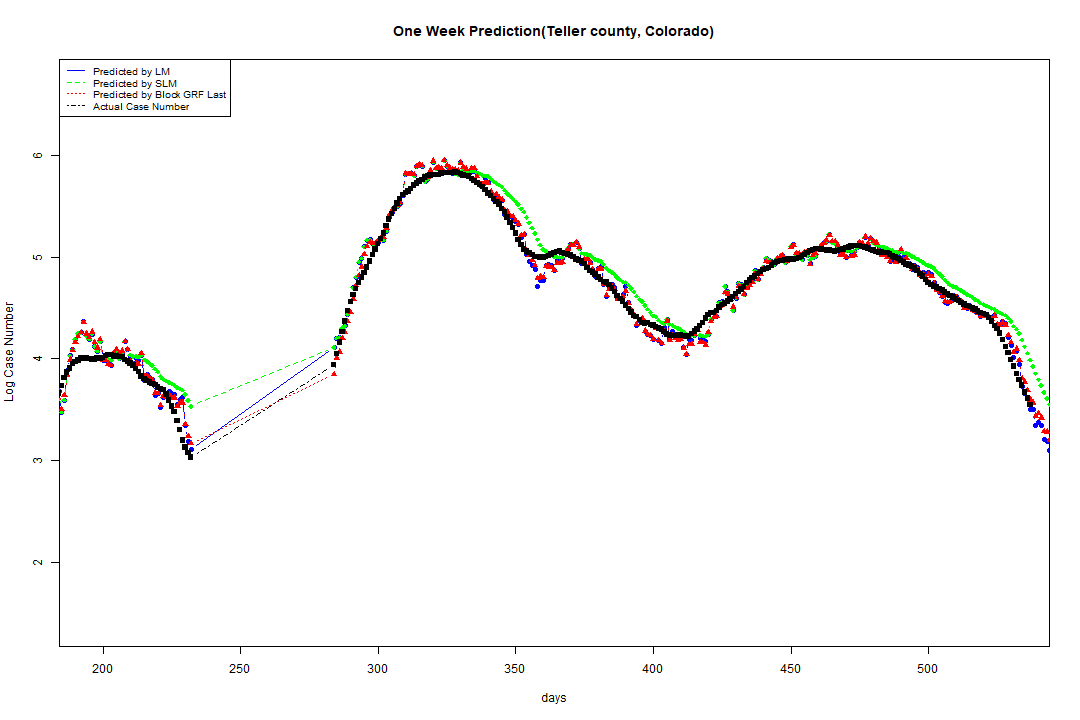 One Week Prediction(Teller county, Colorado)
Predicted by LM
Predicted by SLM
Predicted by Block GRF Last
Actual Case Number
6
5
4
3
2
Log Case Number
200 250 300 350 400 450 500
days